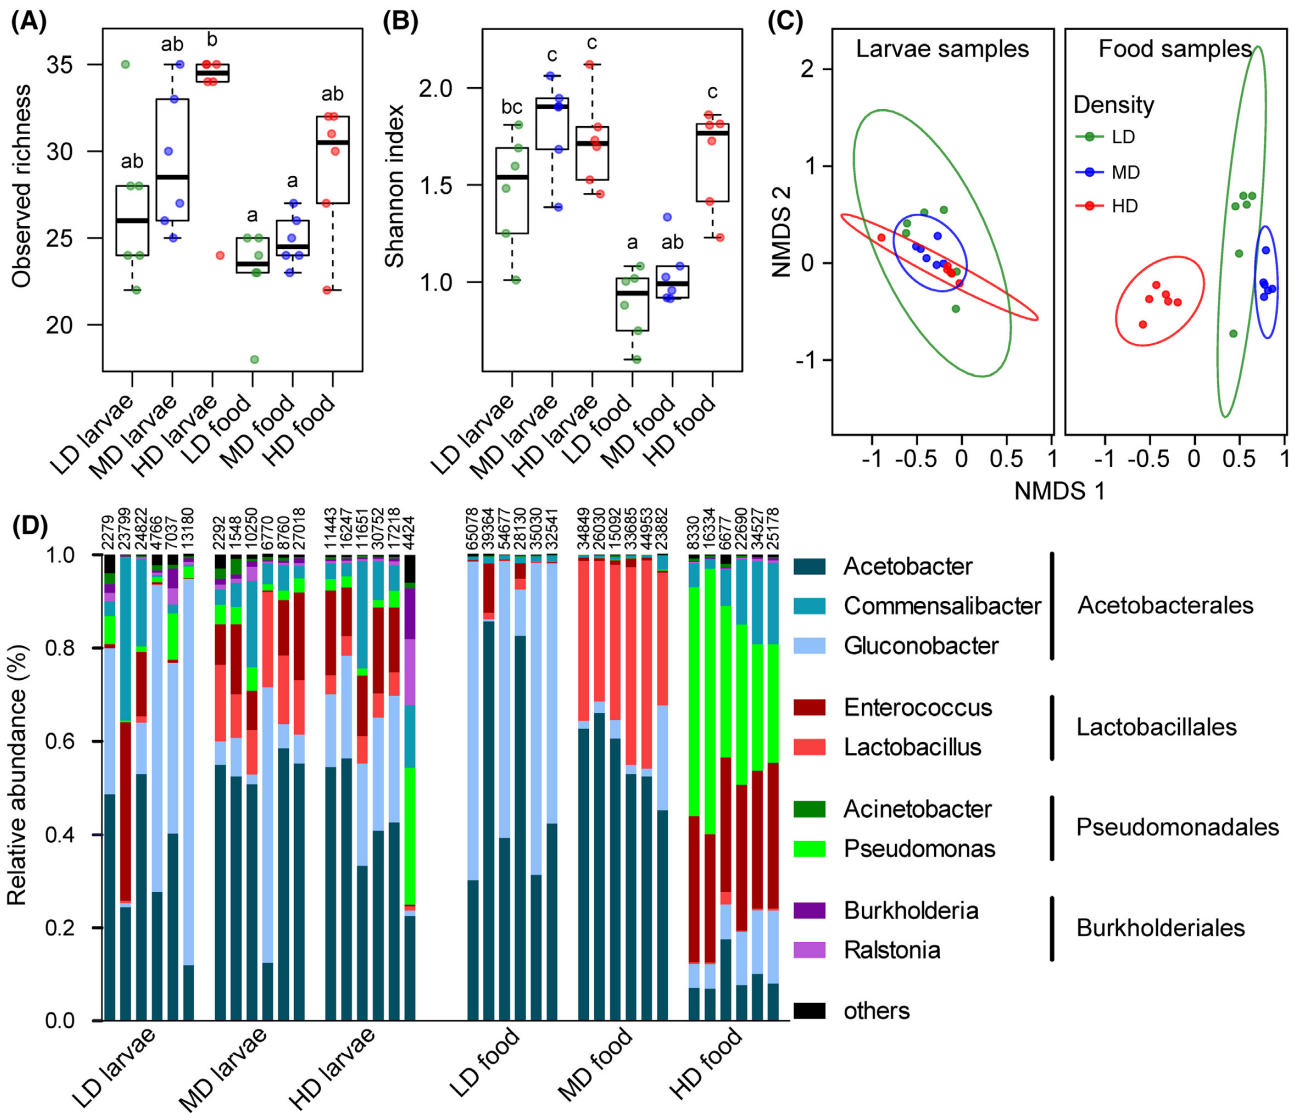 (A)
Observed richness
35
30
25
20
ab
ab
b
a
a
ab
LD larvae
MD larvae
HD larvae
LD food
MD food
HD food
(B)
Shannon index
2.0
1.5
1.0
bc
c
c
a
ab
c
LD larvae
MD larvae
HD larvae
LD food
MD food
HD food
(C)
Larvae samples
Food samples
NMDS 2
2
1
0
-1
Density
LD
MD
HD
-1
-0.5
0
0.5
1
-1
-0.5
0
0.5
1
NMDS 1
(D)
Relative abundance (%)
1.0
0.8
0.6
0.4
0.2
0.0
2279
23799
24822
4766
7037
13180
2292
1548
10250
6770
8760
27018
11443
16247
11651
30752
17218
4424
65078
39364
54677
28130
35030
32541
34849
26030
15092
33685
44953
23882
8330
16334
6677
22690
34527
25178
LD larvae
MD larvae
HD larvae
LD food
MD food
HD food
Acetobacter
Commensalibacter
Gluconobacter
Acetobacterales
Enterococcus
Lactobacillus
Lactobacillales
Acinetobacter
Pseudomonas
Pseudomonadales
Burkholderia
Ralstonia
Burkholderiales
others